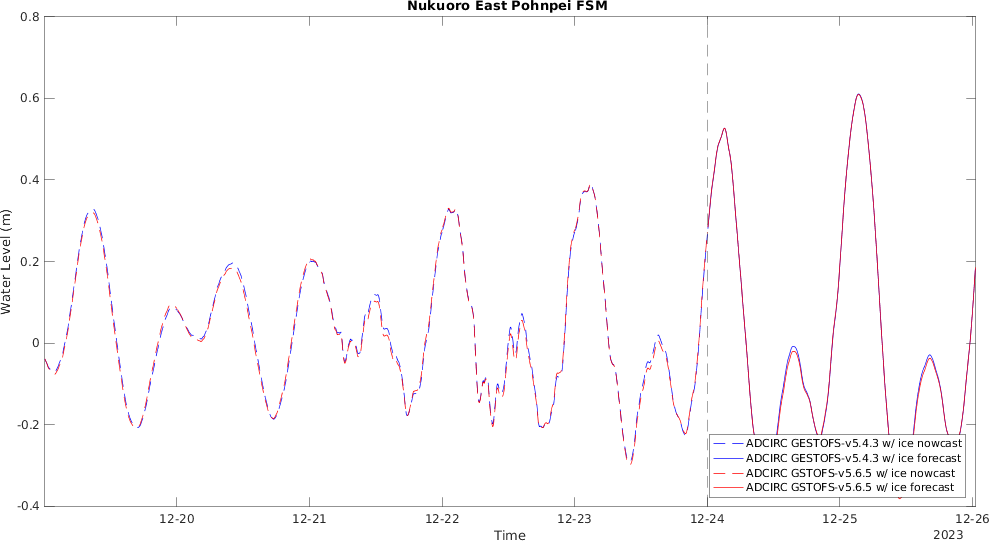 Nukuoro East Pohnpei FSM
0.8
0.6
0.4
0.2
0
-0.2
-0.4
Water Level (m)
12-20
12-21
12-22
12-23
12-24
12-25
12-26
Time
2023
ADCIRC GESTOFS-v5.4.3 w/ ice nowcast
ADCIRC GESTOFS-v5.4.3 w/ ice forecast
ADCIRC GSTOFS-v5.6.5 w/ ice nowcast
ADCIRC GSTOFS-v5.6.5 w/ ice forecast